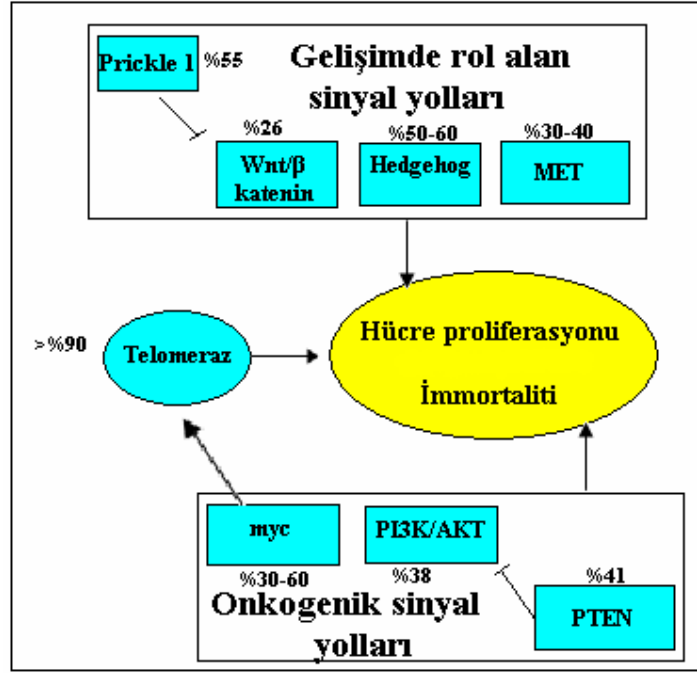 Prickle 1
%55
Gelişimde rol alan
sinyal yolları
%26
%50-60
%30-40
Wnt/β
katenin
Hedgehog
MET
>%90
Telomeraz
Hücre proliferasyonu
İmmortaliti
myc
PI3K/AKT
%30-60
%38
%41
Onkogenik sinyal
yolları
PTEN